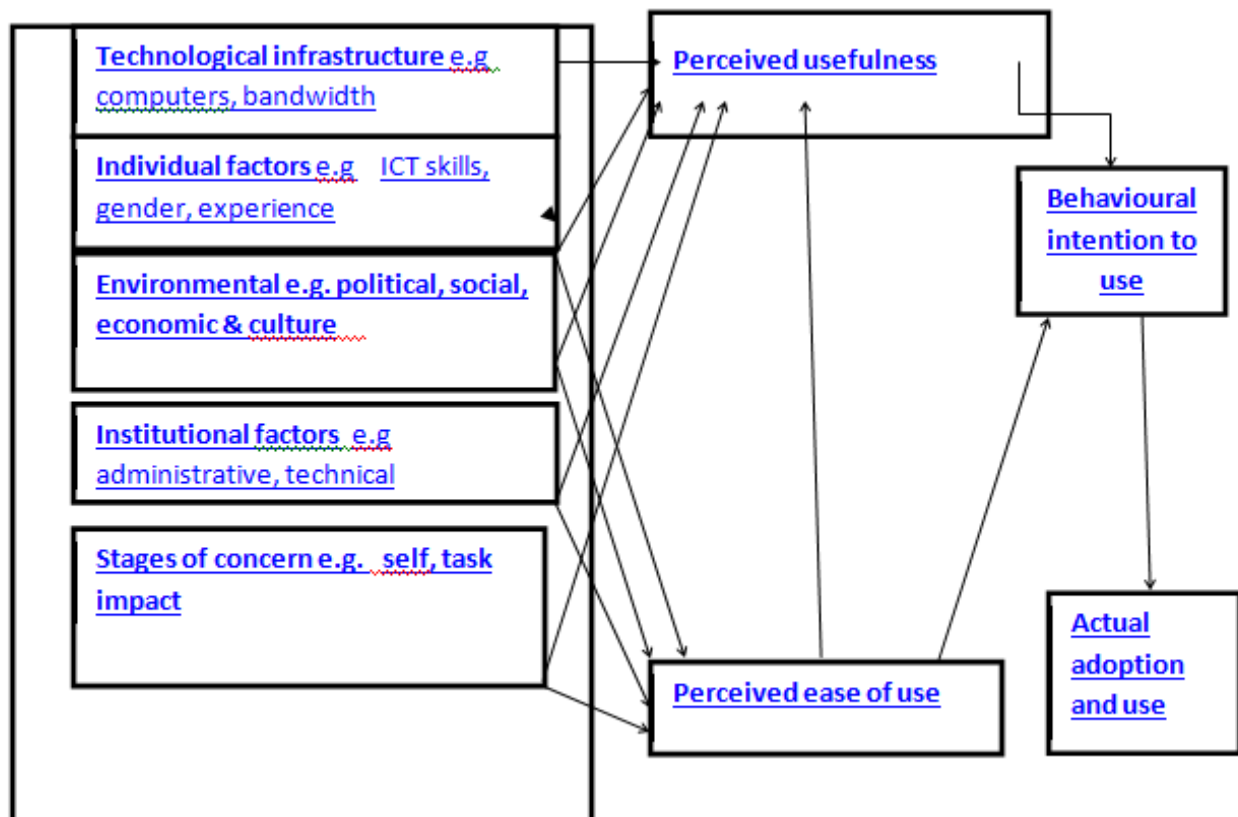 Technological infrastructure e.g
computers, bandwidth
Individual factors e.g ICT skills,
gender, experience
Environmental e.g. political, social,
economic & culture
Institutional factors e.g
administrative, technical
Stages of concern e.g. self, task
impact
Perceived usefulness
Perceived ease of use
Behavioural
intention to
use
Actual
adoption
and use